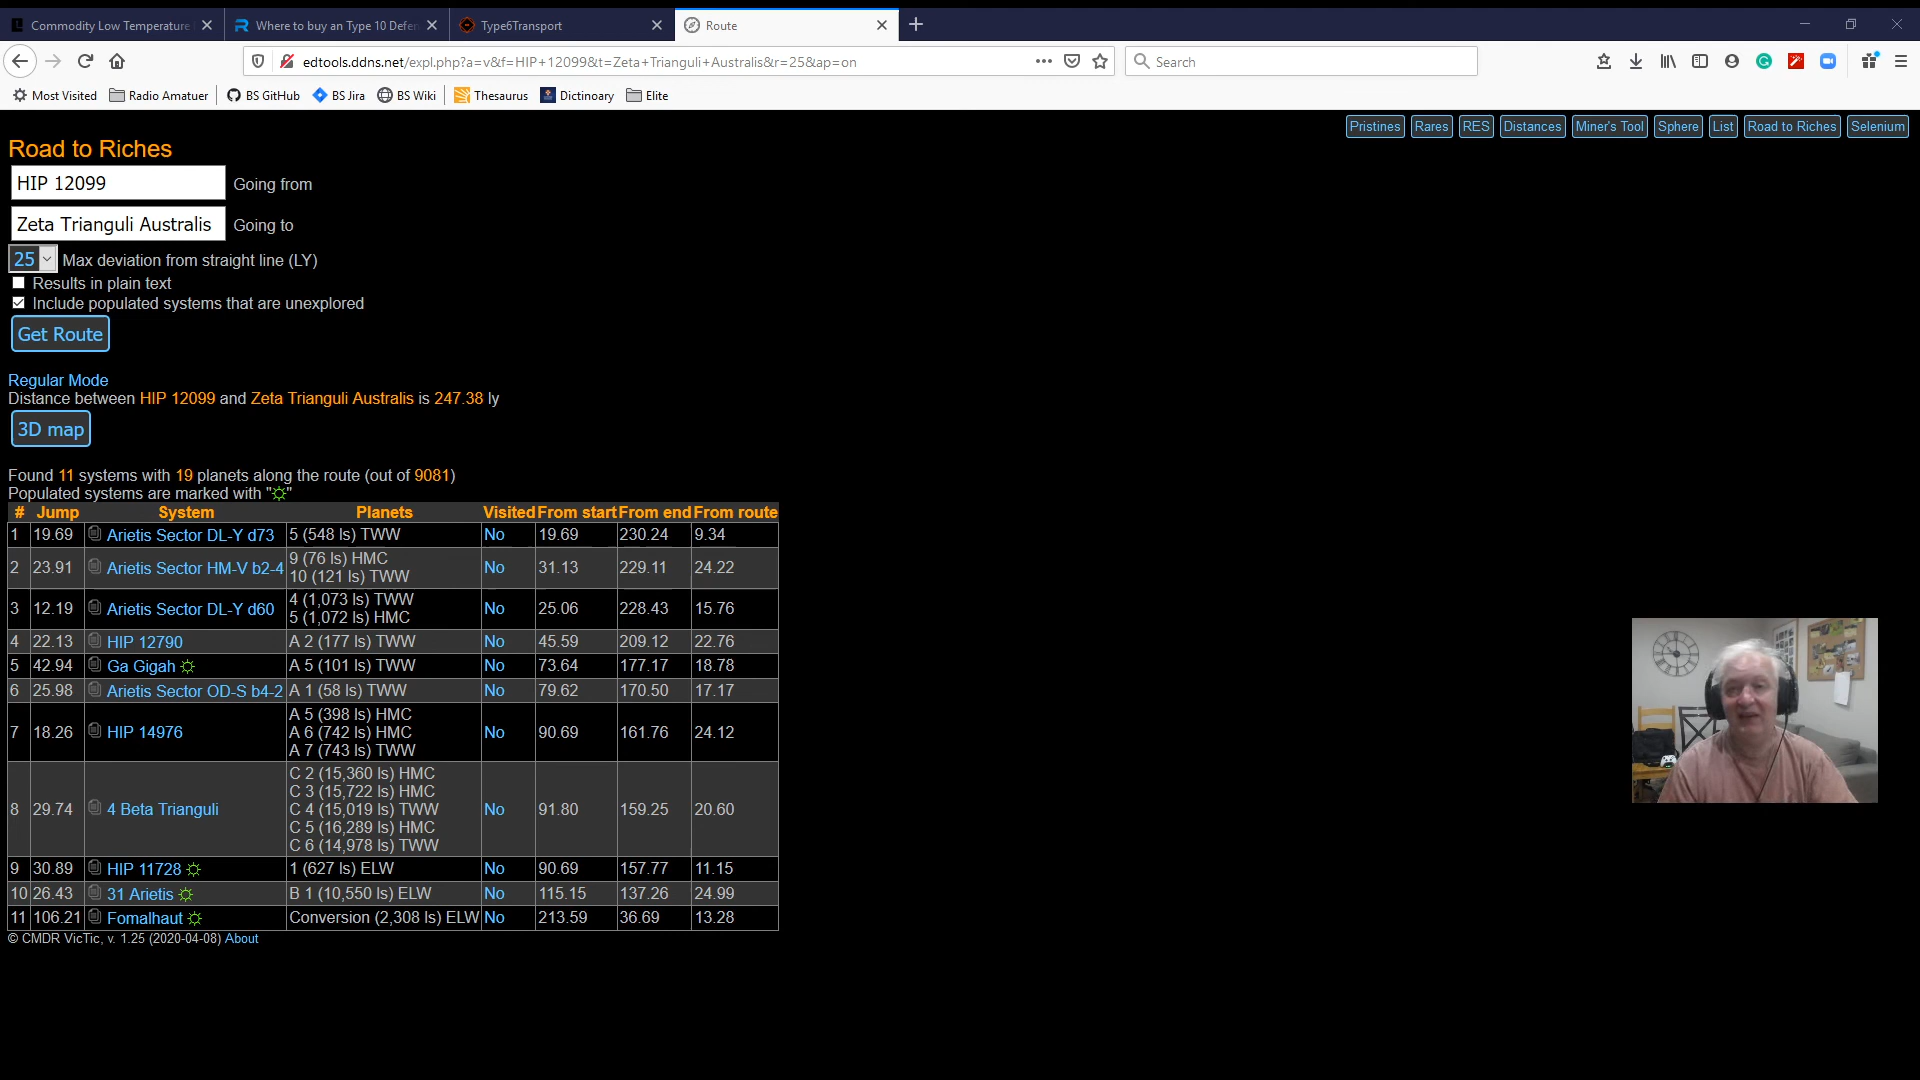 Commodity Low Temperature
Where to buy an Type 10 Defen
Type6Transport
Route
edtools.ddns.net/expl.php?a=v&f=HIP+12099&t=Zeta+Trianguli+Australis&r=25&ap=on
Search
Most Visited
Radio Amatuer
BS GitHub
BS Jira
BS Wiki
Thesaurus
Dictinoary
Elite
Pristines
Rares
RES
Distances
Miner's Tool
Sphere
List
Road to Riches
Selenium
Road to Riches
HIP 12099 Going from
Zeta Trianguli Australis Going to
25 Max deviation from straight line (LY)
Results in plain text
Include populated systems that are unexplored
Get Route
Regular Mode
Distance between HIP 12099 and Zeta Trianguli Australis is 247.38 ly
3D map
Found 11 systems with 19 planets along the route (out of 9081)
Populated systems are marked with "☼"
# Jump System Planets Visited From start From end From route
1 19.69 Arietis Sector DL-Y d73 5 (548 ls) TWW No 19.69 230.24 9.34
2 23.91 Arietis Sector HM-V b2-4 9 (76 ls) HMC
10 (121 ls) TWW No 31.13 229.11 24.22
3 12.19 Arietis Sector DL-Y d60 4 (1,073 ls) TWW
5 (1,072 ls) HMC No 25.06 228.43 15.76
4 22.13 HIP 12790 A 2 (177 ls) TWW No 45.59 209.12 22.76
5 42.94 Ga Gigah ☼ A 5 (101 ls) TWW No 73.64 177.17 18.78
6 25.98 Arietis Sector OD-S b4-2 A 1 (58 ls) TWW No 79.62 170.50 17.17
7 18.26 HIP 14976 A 5 (398 ls) HMC
A 6 (742 ls) HMC
A 7 (743 ls) TWW No 90.69 161.76 24.12
8 29.74 4 Beta Trianguli C 2 (15,360 ls) HMC
C 3 (15,722 ls) HMC
C 4 (15,019 ls) TWW
C 5 (16,289 ls) HMC
C 6 (14,978 ls) TWW No 91.80 159.25 20.60
9 30.89 HIP 11728 ☼ 1 (627 ls) ELW No 90.69 157.77 11.15
10 26.43 31 Arietis ☼ B 1 (10,550 ls) ELW No 115.15 137.26 24.99
11 106.21 Fomalhaut ☼ Conversion (2,308 ls) ELW No 213.59 36.69 13.28
© CMDR VicTic, v. 1.25 (2020-04-08) About